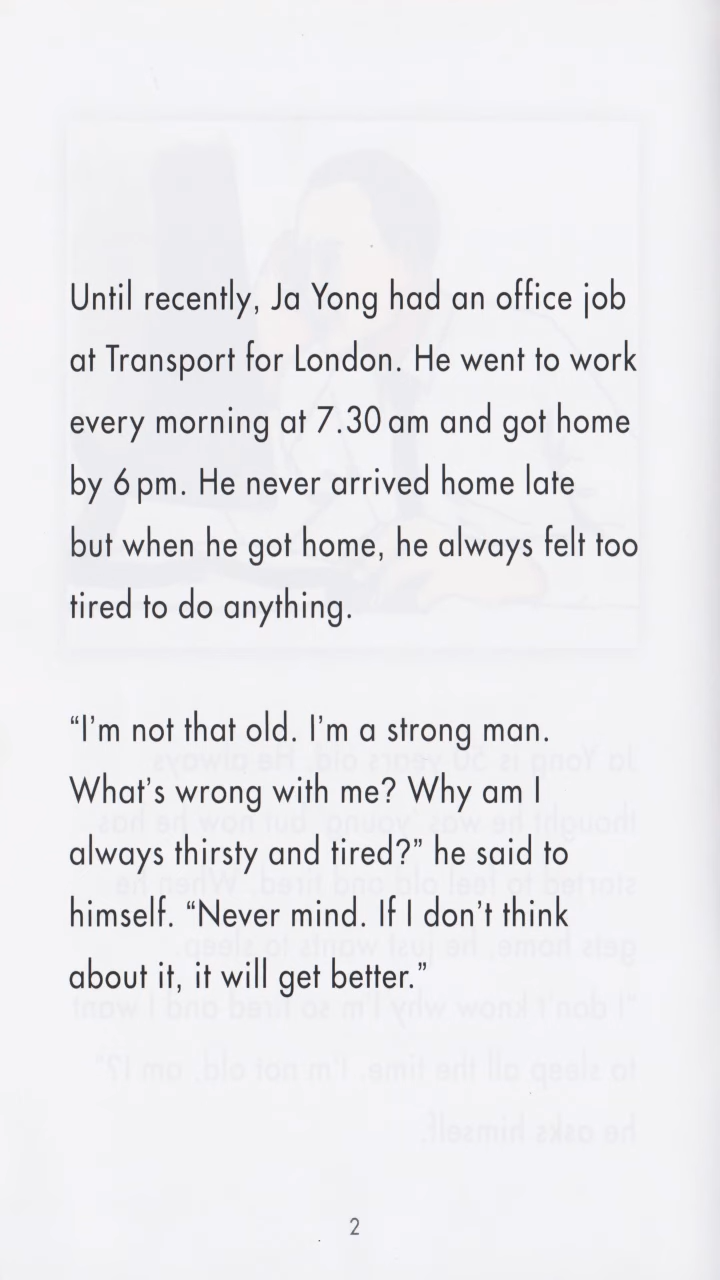 Until recently, Ja Yong had an office job
at Transport for London. He went to work
every morning at 7.30 am and got home
by 6 pm. He never arrived home late
but when he got home, he always felt too
tired to do anything.
“I’m not that old. I’m a strong man.
What’s wrong with me? Why am I
always thirsty and tired?” he said to
himself. “Never mind. If I don’t think
about it, it will get better.”
2